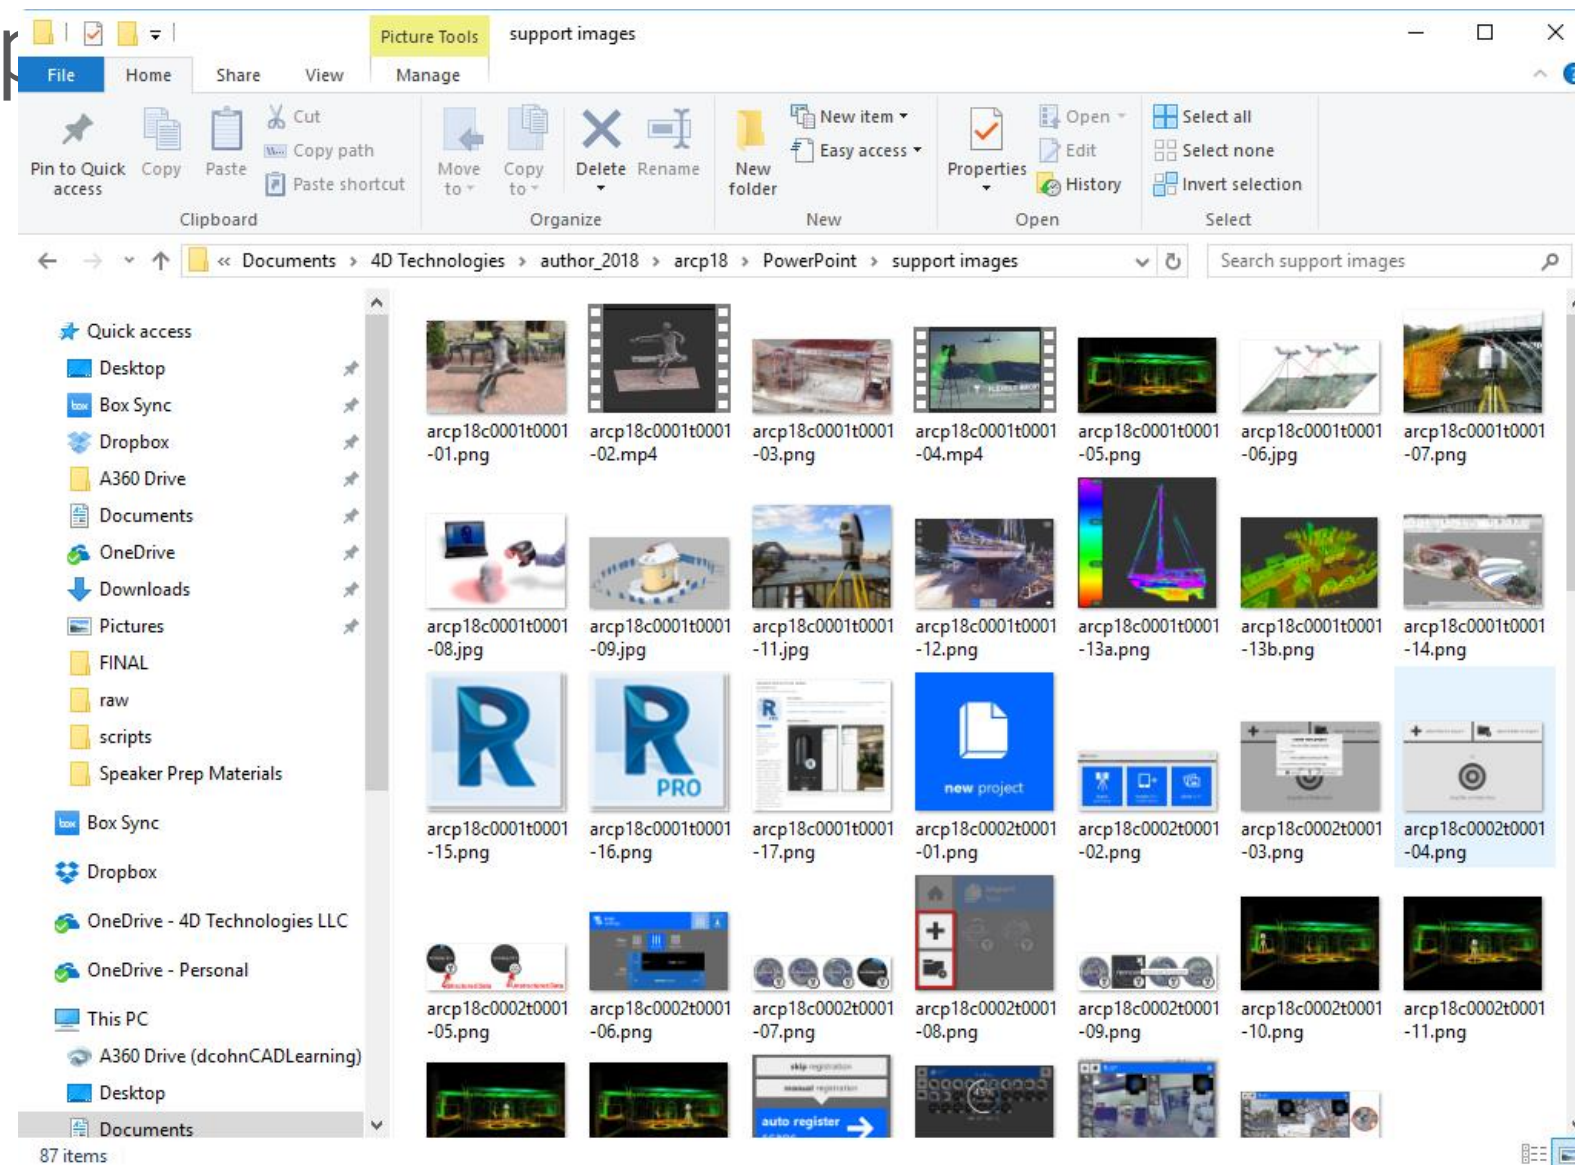 p
Picture Tools support images
File Home Share View Manage
Pin to Quick access
Copy
Paste
Cut
Copy path
Paste shortcut
Clipboard
Move to
Copy to
Delete
Rename
Organize
New folder
New item
Easy access
New
Properties
Open
Edit
History
Open
Select all
Select none
Invert selection
Select
« Documents > 4D Technologies > author_2018 > arcp18 > PowerPoint > support images
Search support images
Quick access
Desktop
Box Sync
Dropbox
A360 Drive
Documents
OneDrive
Downloads
Pictures
FINAL
raw
scripts
Speaker Prep Materials
Box Sync
Dropbox
OneDrive - 4D Technologies LLC
OneDrive - Personal
This PC
A360 Drive (dcohnCADLearning)
Desktop
Documents
arcp18c0001t0001
-01.png
arcp18c0001t0001
-02.mp4
arcp18c0001t0001
-03.png
arcp18c0001t0001
-04.mp4
arcp18c0001t0001
-05.png
arcp18c0001t0001
-06.jpg
arcp18c0001t0001
-07.png
arcp18c0001t0001
-08.jpg
arcp18c0001t0001
-09.jpg
arcp18c0001t0001
-11.jpg
arcp18c0001t0001
-12.png
arcp18c0001t0001
-13a.png
arcp18c0001t0001
-13b.png
arcp18c0001t0001
-14.png
R
R
PRO
new project
arcp18c0001t0001
-15.png
arcp18c0001t0001
-16.png
arcp18c0001t0001
-17.png
arcp18c0002t0001
-01.png
arcp18c0002t0001
-02.png
arcp18c0002t0001
-03.png
arcp18c0002t0001
-04.png
arcp18c0002t0001
-05.png
arcp18c0002t0001
-06.png
arcp18c0002t0001
-07.png
arcp18c0002t0001
-08.png
arcp18c0002t0001
-09.png
arcp18c0002t0001
-10.png
arcp18c0002t0001
-11.png
skip registration
manual registration
auto register
87 items